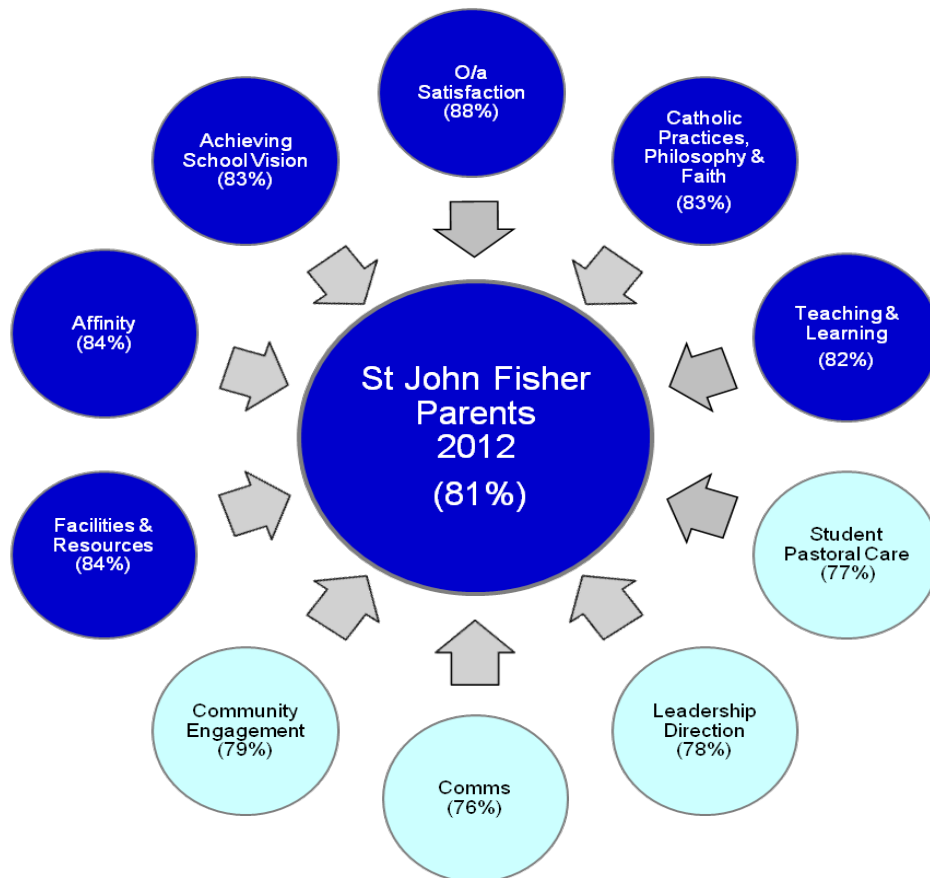 O/a
Satisfaction
(88%)
Catholic
Practices,
Philosophy &
Faith
(83%)
Teaching &
Learning
(82%)
Student
Pastoral Care
(77%)
Leadership
Direction
(78%)
Comms
(76%)
Community
Engagement
(79%)
Facilities &
Resources
(84%)
Affinity
(84%)
Achieving
School Vision
(83%)
St John Fisher
Parents
2012
(81%)